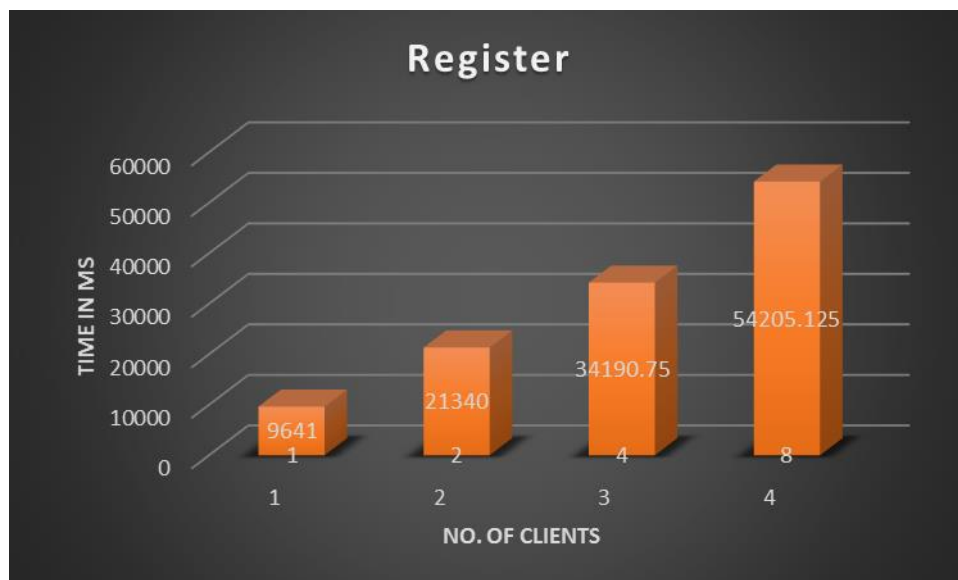 Register
60000
50000
40000
30000
20000
10000
0
TIME IN MS
9641
21340
34190.75
54205.125
1 2 4 8
1 2 3 4
NO. OF CLIENTS